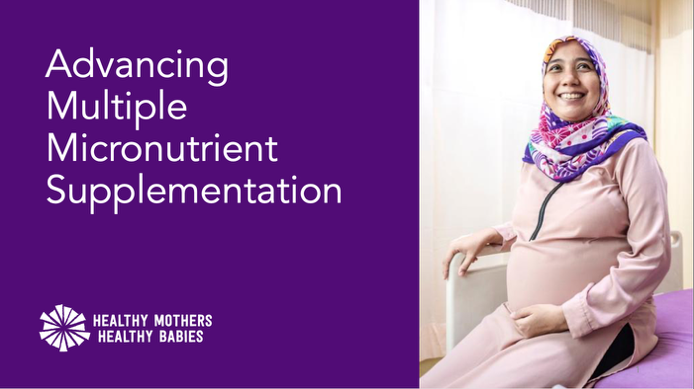 Advancing
Multiple
Micronutrient
Supplementation
HEALTHY MOTHERS
HEALTHY BABIES